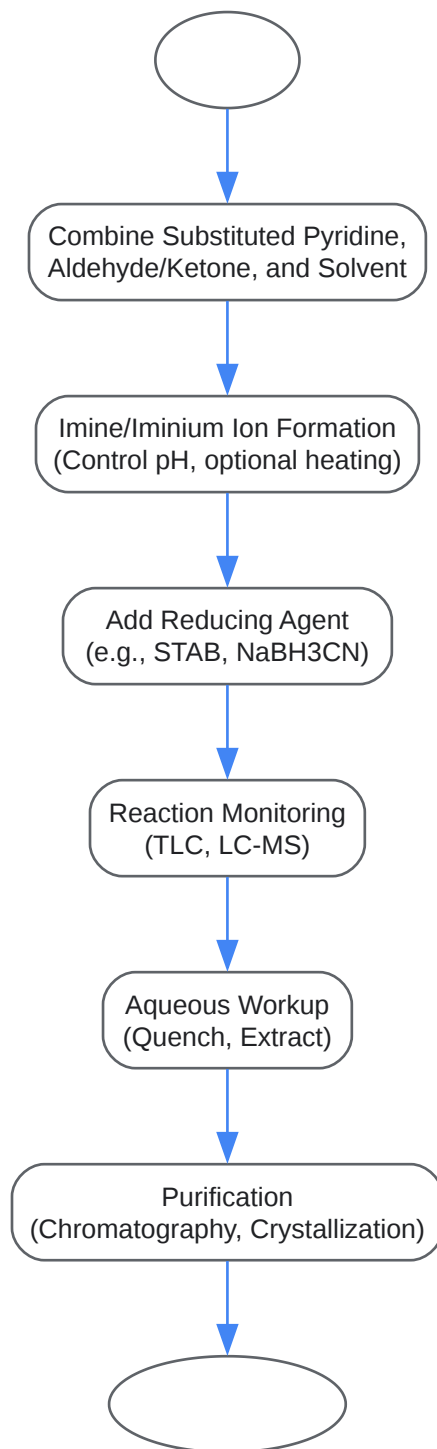 Combine Substituted Pyridine,
Aldehyde/Ketone, and Solvent
Imine/Iminium Ion Formation
(Control pH, optional heating)
Add Reducing Agent
(e.g., STAB, NaBH3CN)
Reaction Monitoring
(TLC, LC-MS)
Aqueous Workup
(Quench, Extract)
Purification
(Chromatography, Crystallization)